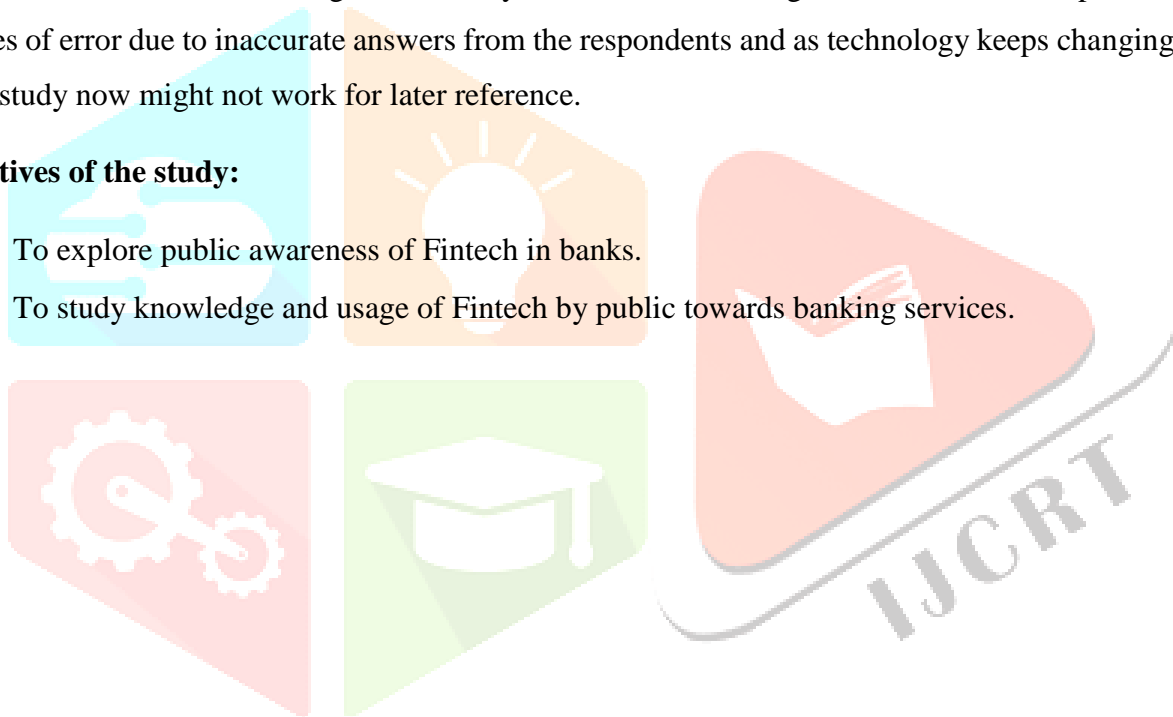 es of error due to inaccurate answers from the respondents and as technology keeps changing
study now might not work for later reference.
tives of the study:
To explore public awareness of Fintech in banks.
To study knowledge and usage of Fintech by public towards banking services.
IJCRT